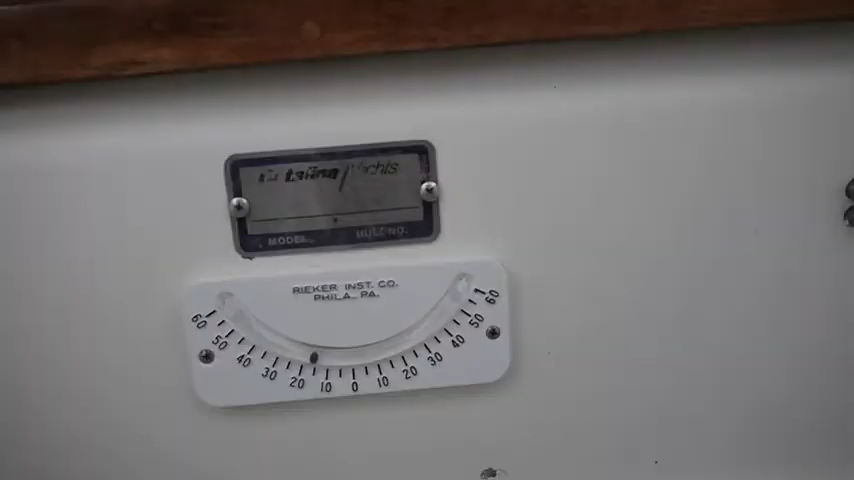 Yachts
MODEL HULL NO.
RIEKER INST. CO.
PHILA. PA.
60 50 40 30 20 10 0 10 20 30 40 50 60